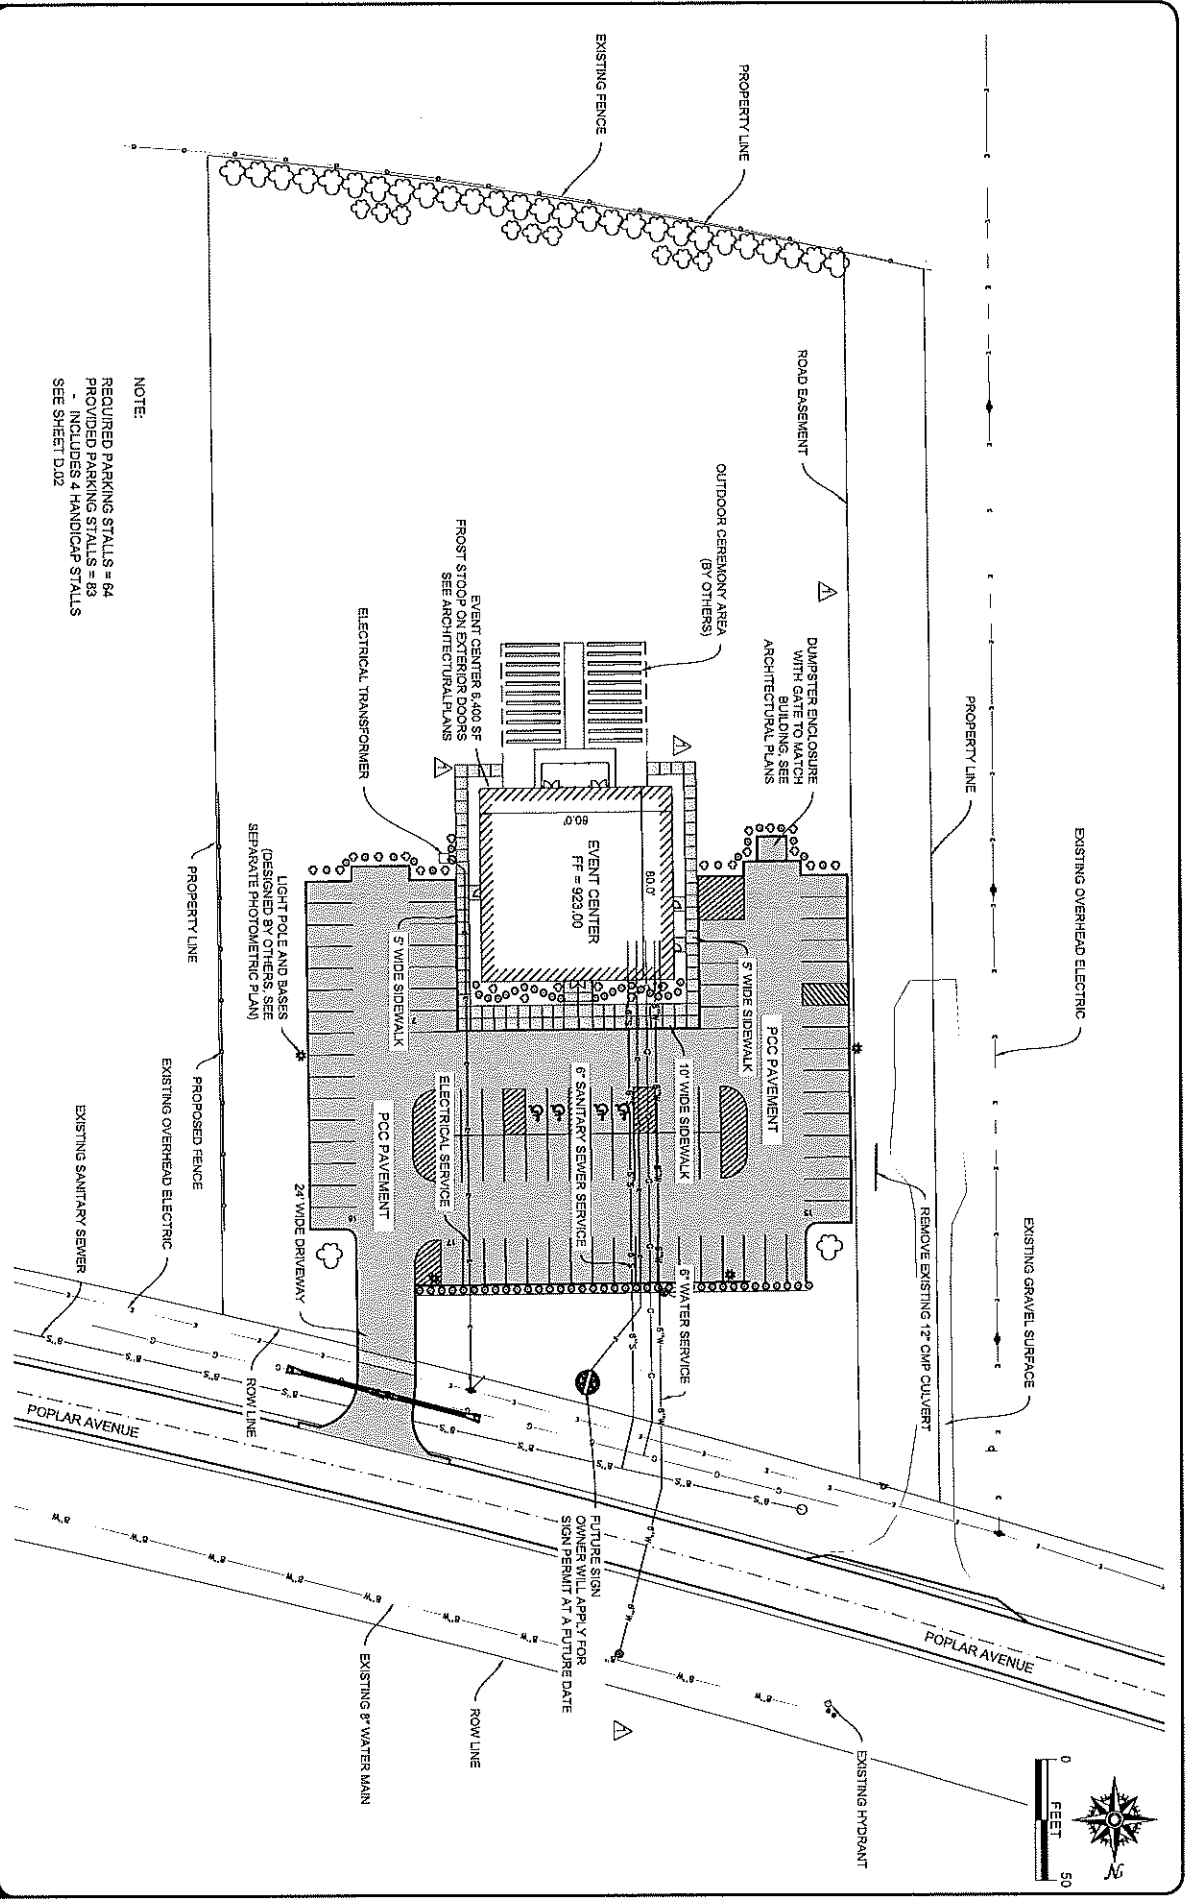 EXISTING FENCE
PROPERTY LINE
ROAD EASEMENT
PROPERTY LINE
EXISTING OVERHEAD ELECTRIC
OUTDOOR CEREMONY AREA
(BY OTHERS)
DUMPSTER ENCLOSURE
WITH GATE TO MATCH
BUILDING, SEE
ARCHITECTURAL PLANS
EVENT CENTER 6,400 SF
FROST STOOP ON EXTERIOR DOORS
SEE ARCHITECTURALPLANS
ELECTRICAL TRANSFORMER
80.0'
80.0'
EVENT CENTER
FF = 923.00
5' WIDE SIDEWALK
5' WIDE SIDEWALK
10' WIDE SIDEWALK
PCC PAVEMENT
PCC PAVEMENT
ELECTRICAL SERVICE
6" SANITARY SEWER SERVICE
6" WATER SERVICE
LIGHT POLE AND BASES
(DESIGNED BY OTHERS, SEE
SEPARATE PHOTOMETRIC PLAN)
PROPERTY LINE
PROPOSED FENCE
EXISTING OVERHEAD ELECTRIC
EXISTING SANITARY SEWER
24' WIDE DRIVEWAY
ROW LINE
POPLAR AVENUE
REMOVE EXISTING 12" CMP CULVERT
EXISTING GRAVEL SURFACE
FUTURE SIGN
OWNER WILL APPLY FOR
SIGN PERMIT AT A FUTURE DATE
POPLAR AVENUE
EXISTING 8" WATER MAIN
ROW LINE
EXISTING HYDRANT
NOTE:
REQUIRED PARKING STALLS = 64
PROVIDED PARKING STALLS = 83
- INCLUDES 4 HANDICAP STALLS
SEE SHEET D.02
N
0
FEET
50